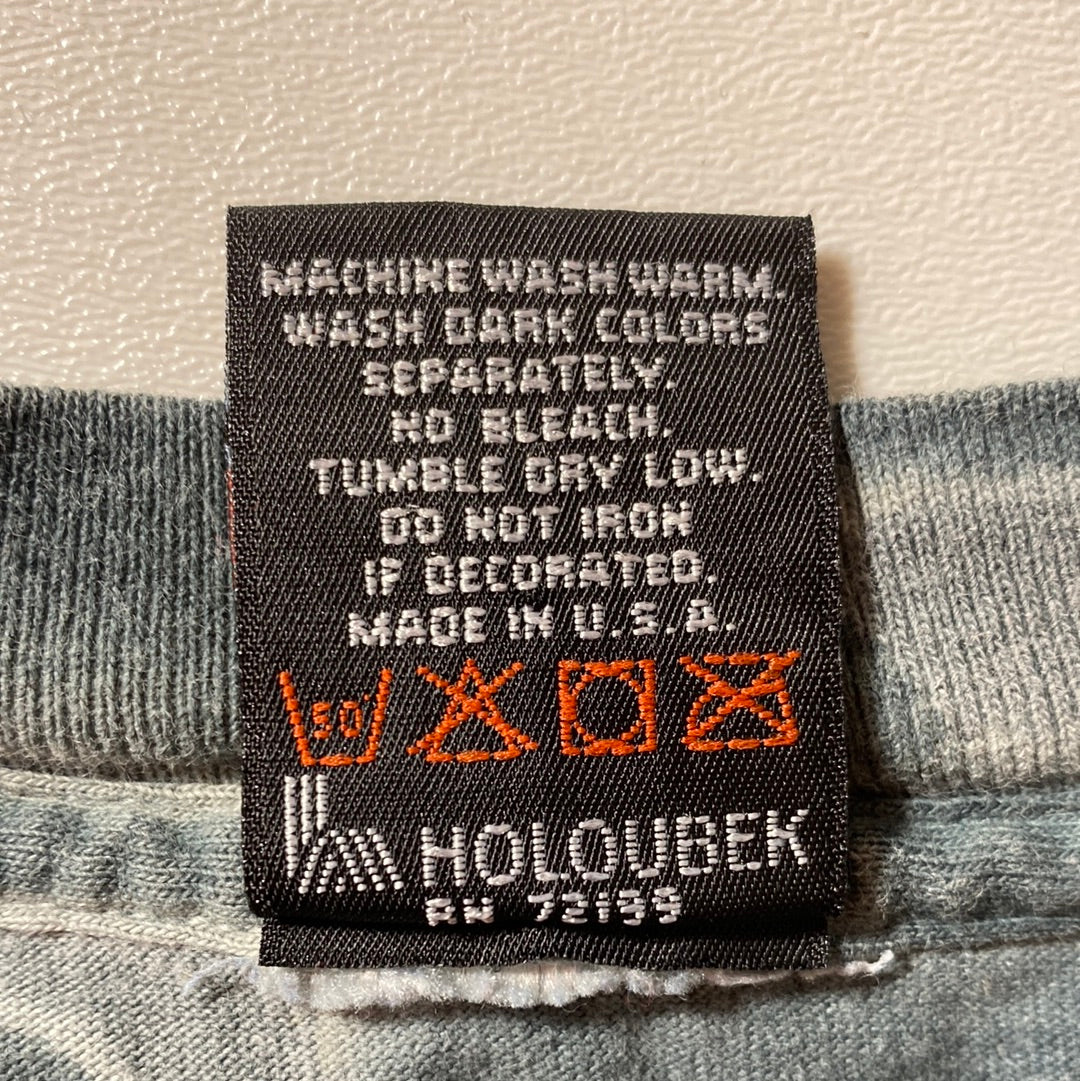 MACHINE WASH WARM.
WASH DARK COLORS
SEPARATELY.
NO BLEACH.
TUMBLE DRY LOW.
DO NOT IRON
IF DECORATED.
MADE IN U.S.A.
50°
HOLOUBEK
RN 72139